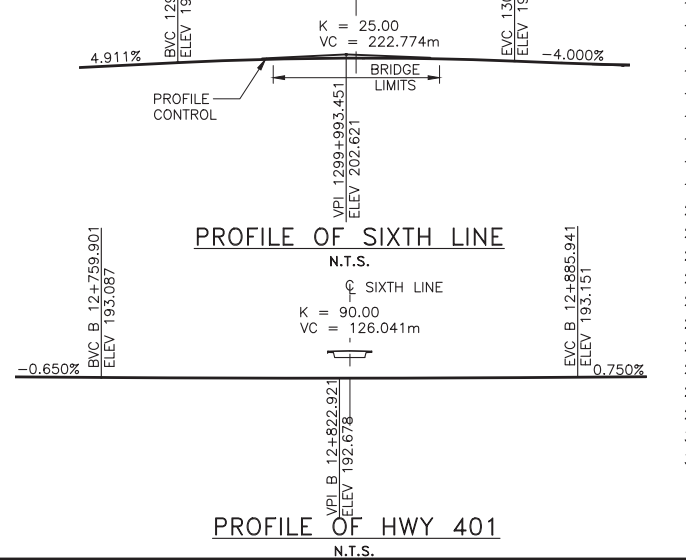 K = 25.00
VC = 222.774m
4.911%
-4.000%
BRIDGE
LIMITS
PROFILE
CONTROL
VPI 1299+993.451
ELEV 202.621
PROFILE OF SIXTH LINE
N.T.S.
℄ SIXTH LINE
K = 90.00
VC = 126.041m
BVC B 12+759.901
ELEV 193.087
EVC B 12+885.941
ELEV 193.151
-0.650%
0.750%
VPI B 12+822.921
ELEV 192.678
PROFILE OF HWY 401
N.T.S.